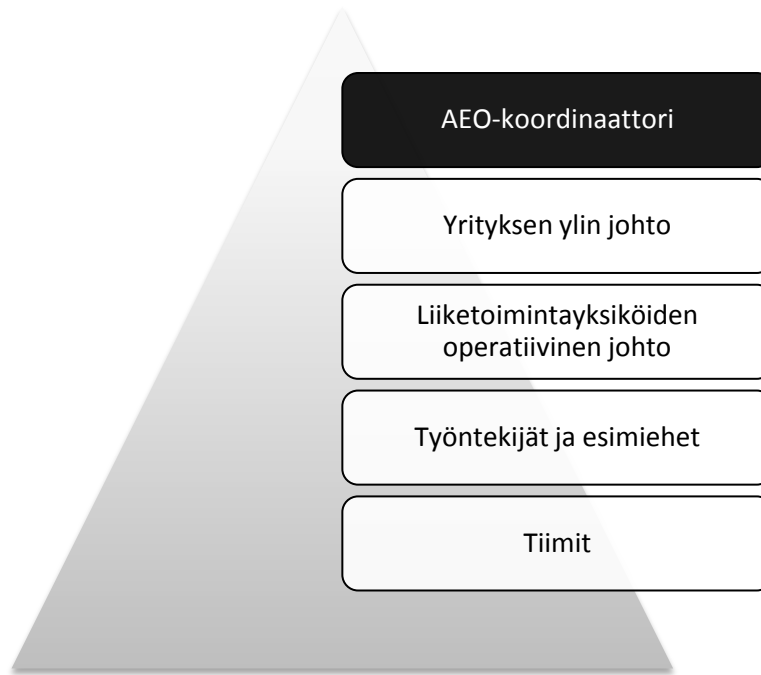 AEO-koordinaattori
Yrityksen ylin johto
Liiketoimintayksiköiden
operatiivinen johto
Työntekijät ja esimiehet
Tiimit